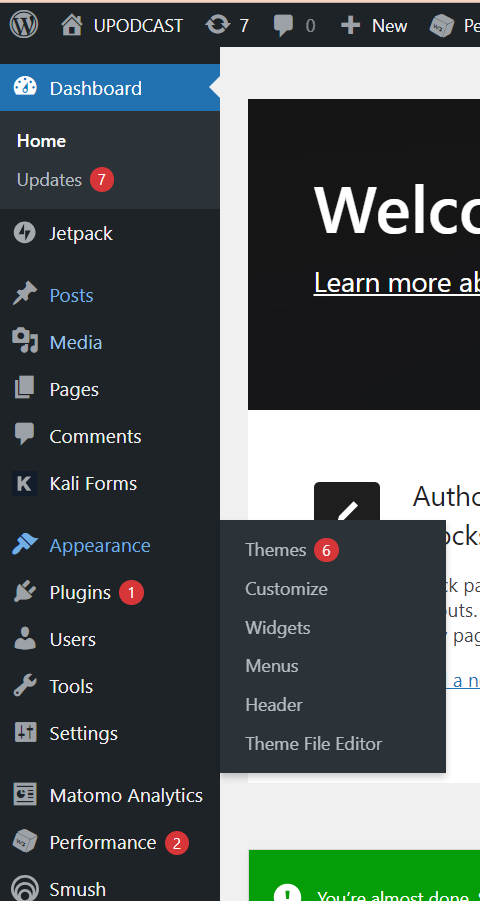 UPODCAST 7 0 New
Dashboard
Home
Updates 7
Jetpack
Posts
Media
Pages
Comments
Kali Forms
Appearance
Plugins 1
Users
Tools
Settings
Matomo Analytics
Performance 2
Smush
Themes 6
Customize
Widgets
Menus
Header
Theme File Editor
Welco
Learn more ab
Autho
ocks
ck pa
outs.
pag
a n
You're almost done.